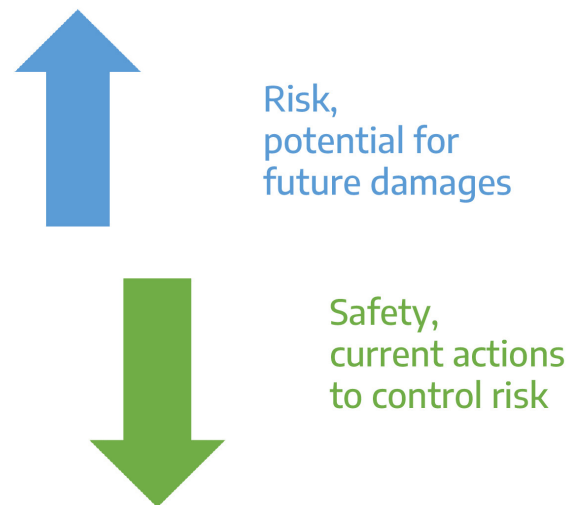 Risk,
potential for
future damages
Safety,
current actions
to control risk